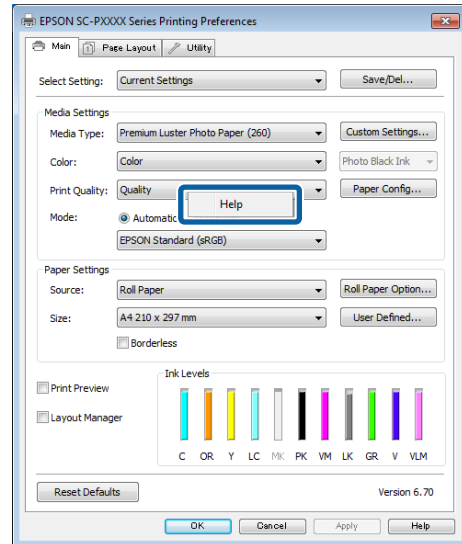 EPSON SC-PXXXX Series Printing Preferences
Main Page Layout Utility
Select Setting: Current Settings Save/Del...
Media Settings
Media Type: Premium Luster Photo Paper (260) Custom Settings...
Color: Color Photo Black Ink
Print Quality: Quality Paper Config...
Help
Mode: Automatic
EPSON Standard (sRGB)
Paper Settings
Source: Roll Paper Roll Paper Option...
Size: A4 210 x 297 mm User Defined...
Borderless
Ink Levels
Print Preview
Layout Manager
C OR Y LC MK PK VM LK GR V VLM
Reset Defaults Version 6.70
OK Cancel Apply Help